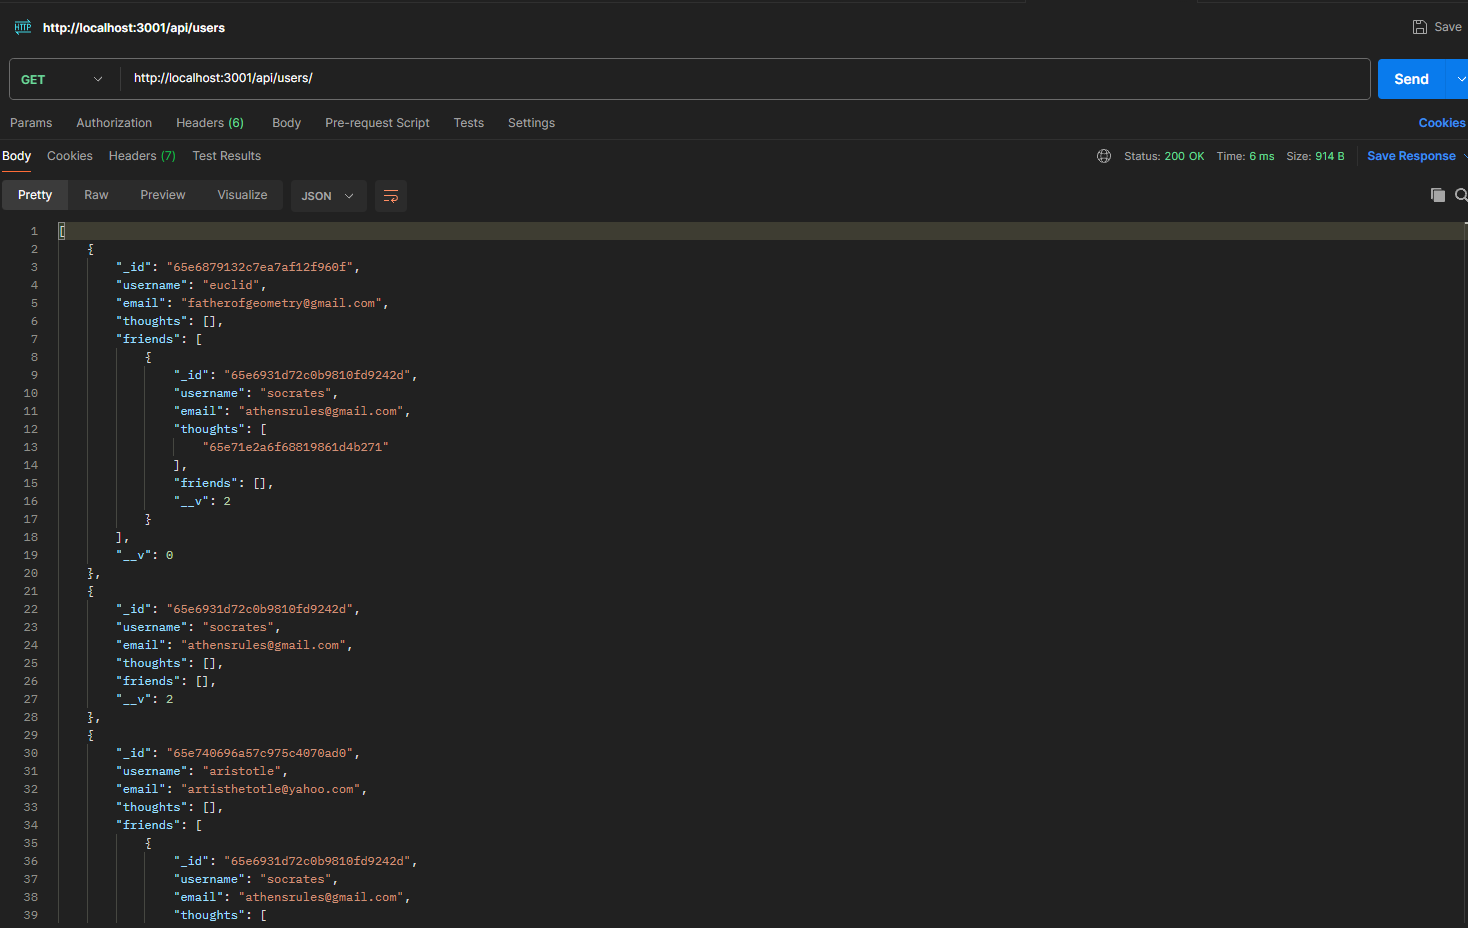 HTTP http://localhost:3001/api/users Save
GET http://localhost:3001/api/users/ Send
Params Authorization Headers (6) Body Pre-request Script Tests Settings Cookies
Body Cookies Headers (7) Test Results Status: 200 OK Time: 6 ms Size: 914 B Save Response
Pretty Raw Preview Visualize JSON
1 [
2 {
3 "_id": "65e6879132c7ea7af12f960f",
4 "username": "euclid",
5 "email": "fatherofgeometry@gmail.com",
6 "thoughts": [],
7 "friends": [
8 {
9 "_id": "65e6931d72c0b9810fd9242d",
10 "username": "socrates",
11 "email": "athensrules@gmail.com",
12 "thoughts": [
13 "65e71e2a6f68819861d4b271"
14 ],
15 "friends": [],
16 "__v": 2
17 }
18 ],
19 "__v": 0
20 },
21 {
22 "_id": "65e6931d72c0b9810fd9242d",
23 "username": "socrates",
24 "email": "athensrules@gmail.com",
25 "thoughts": [],
26 "friends": [],
27 "__v": 2
28 },
29 {
30 "_id": "65e740696a57c975c4070ad0",
31 "username": "aristotle",
32 "email": "artisthetotle@yahoo.com",
33 "thoughts": [],
34 "friends": [
35 {
36 "_id": "65e6931d72c0b9810fd9242d",
37 "username": "socrates",
38 "email": "athensrules@gmail.com",
39 "thoughts": [